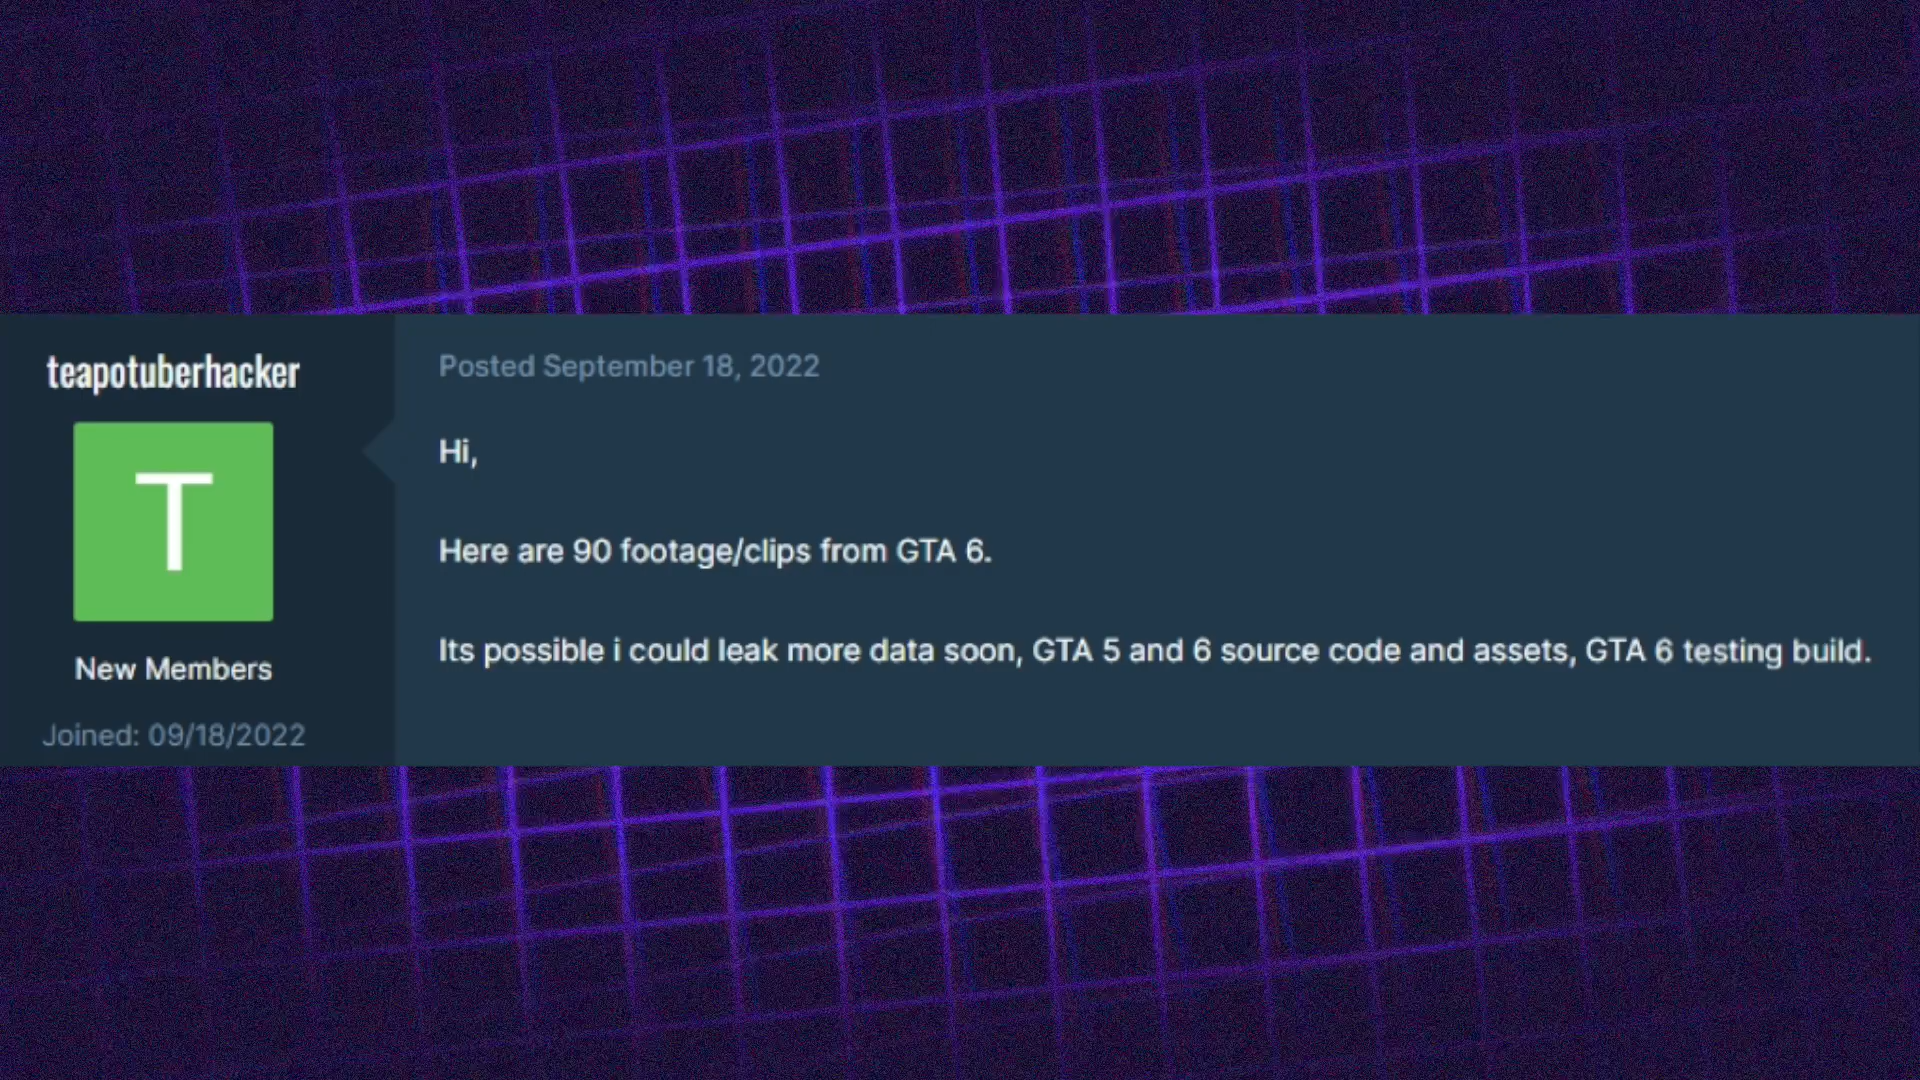 teapotuberhacker
T
New Members
Joined: 09/18/2022
Posted September 18, 2022
Hi,
Here are 90 footage/clips from GTA 6.
Its possible i could leak more data soon, GTA 5 and 6 source code and assets, GTA 6 testing build.